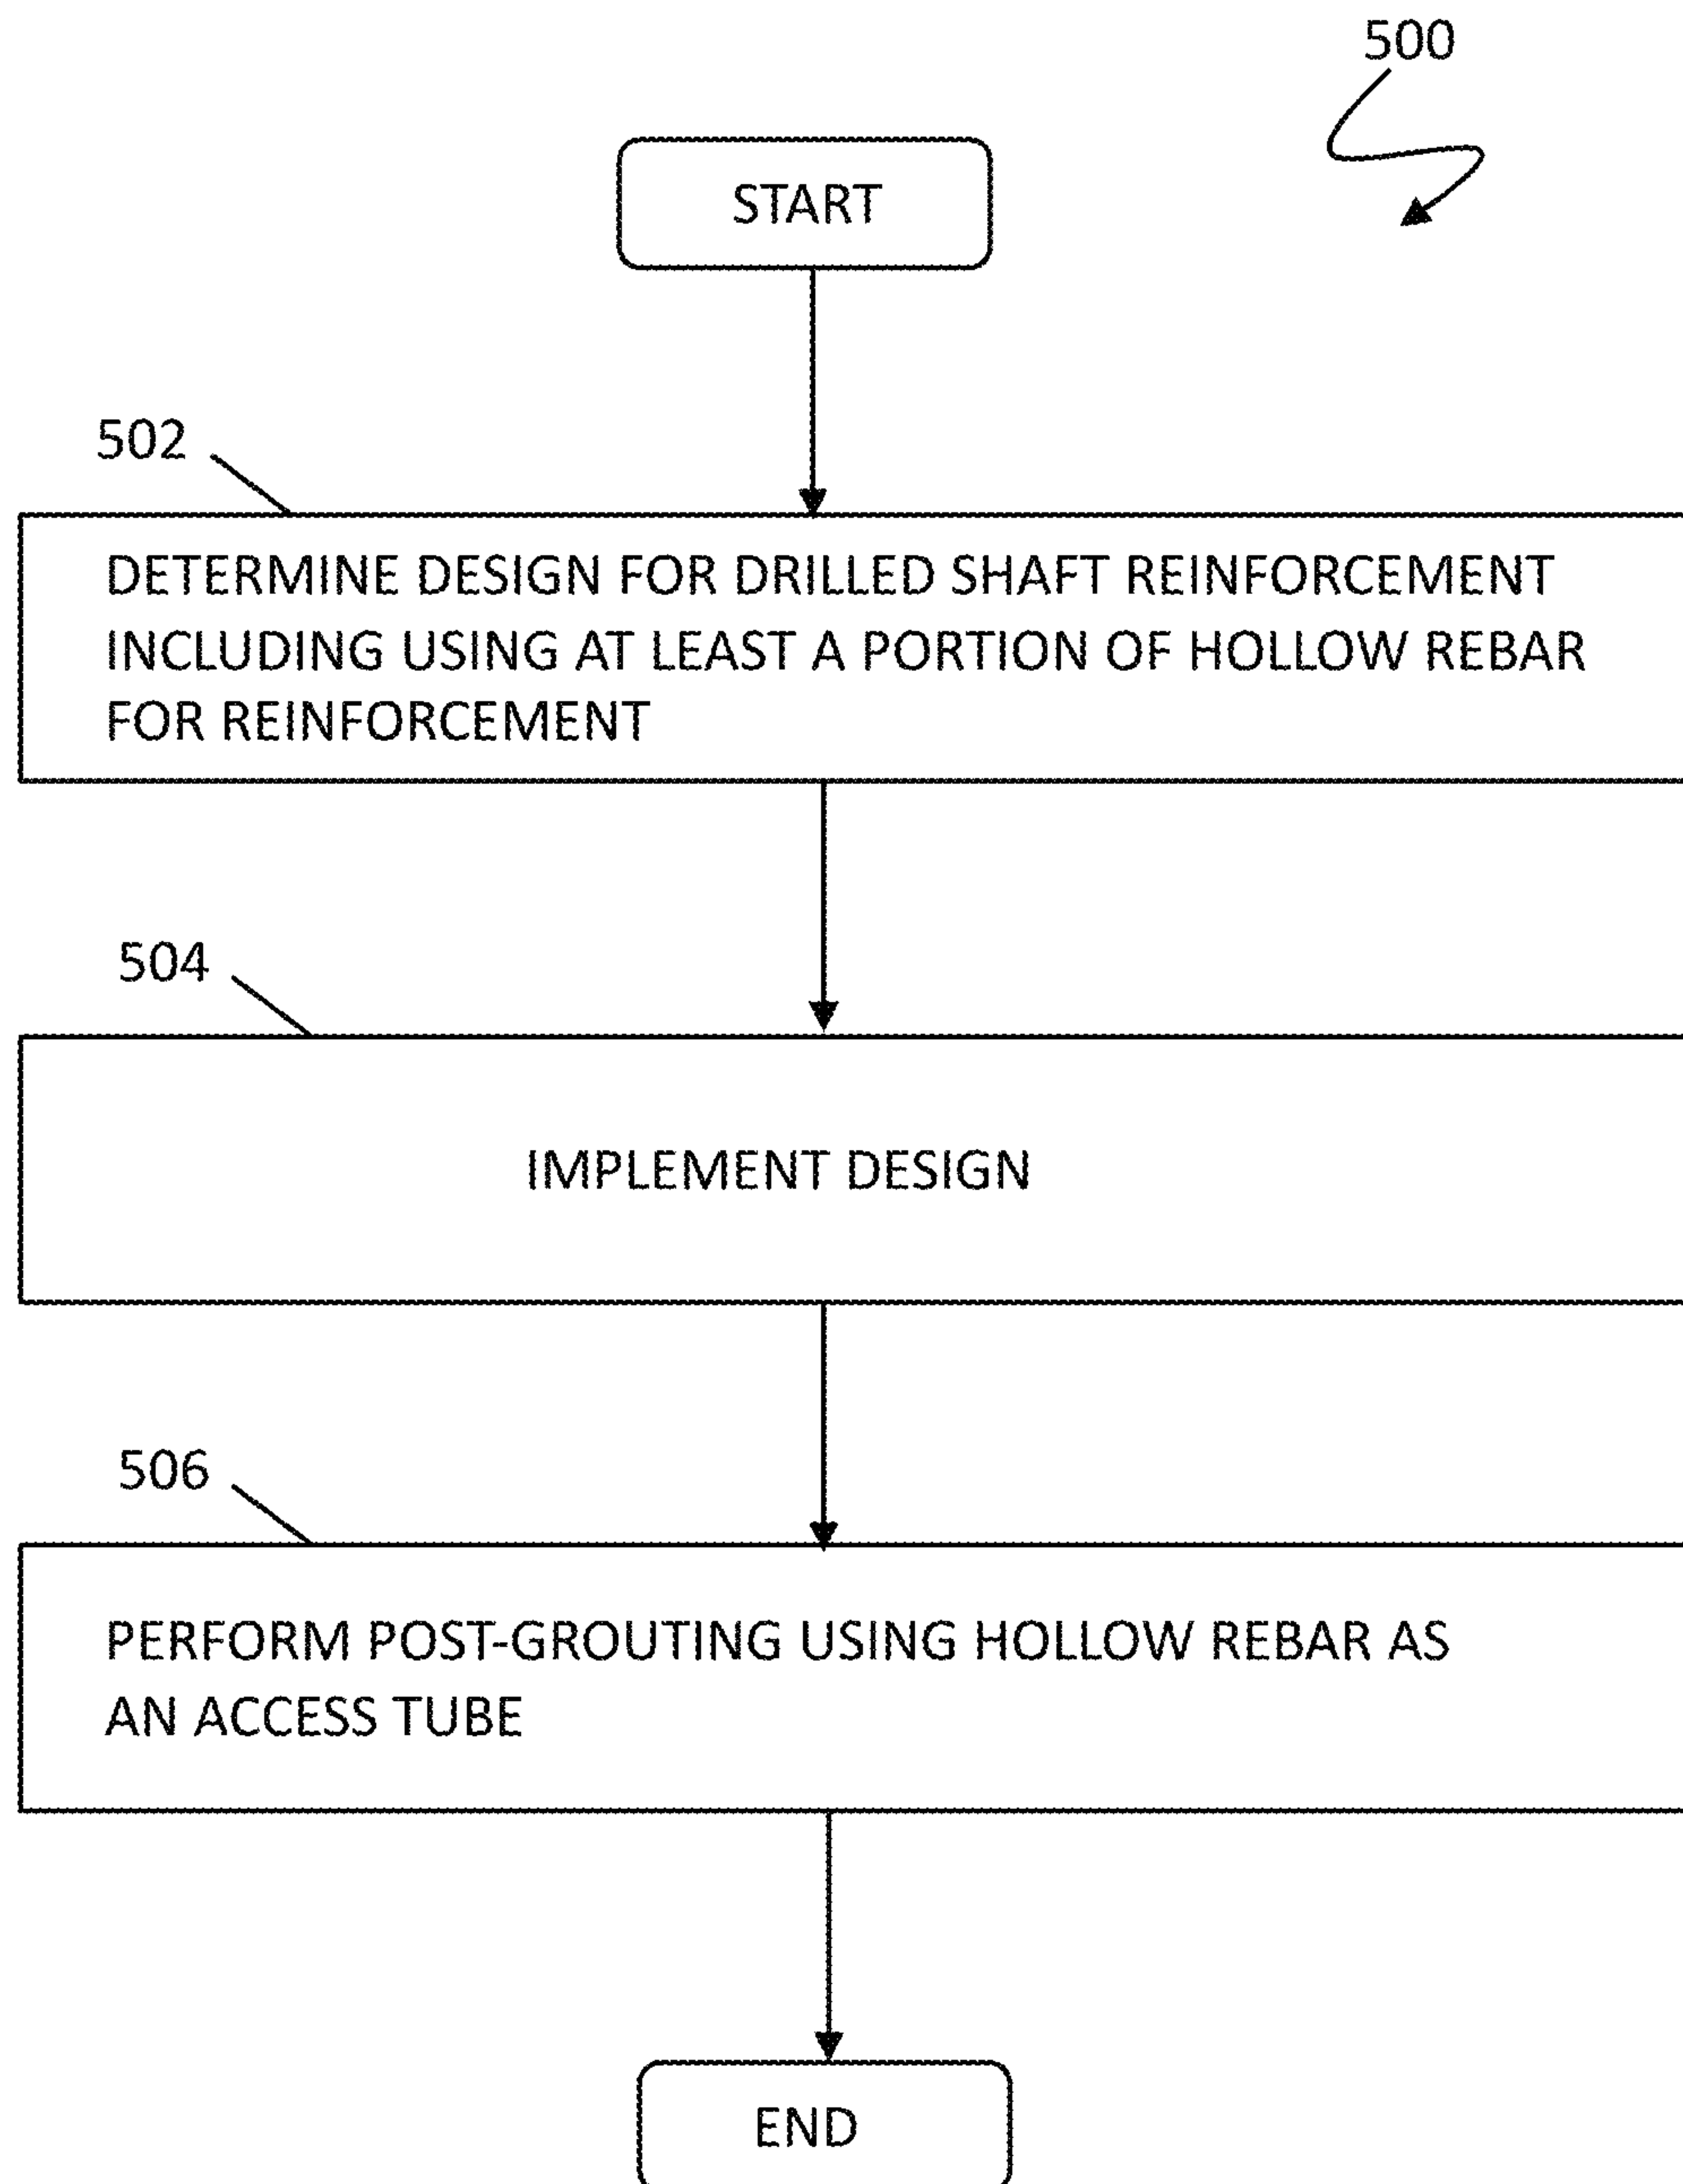 500
START
502
DETERMINE DESIGN FOR DRILLED SHAFT REINFORCEMENT
INCLUDING USING AT LEAST A PORTION OF HOLLOW REBAR
FOR REINFORCEMENT
504
IMPLEMENT DESIGN
506
PERFORM POST-GROUTING USING HOLLOW REBAR AS
AN ACCESS TUBE
END